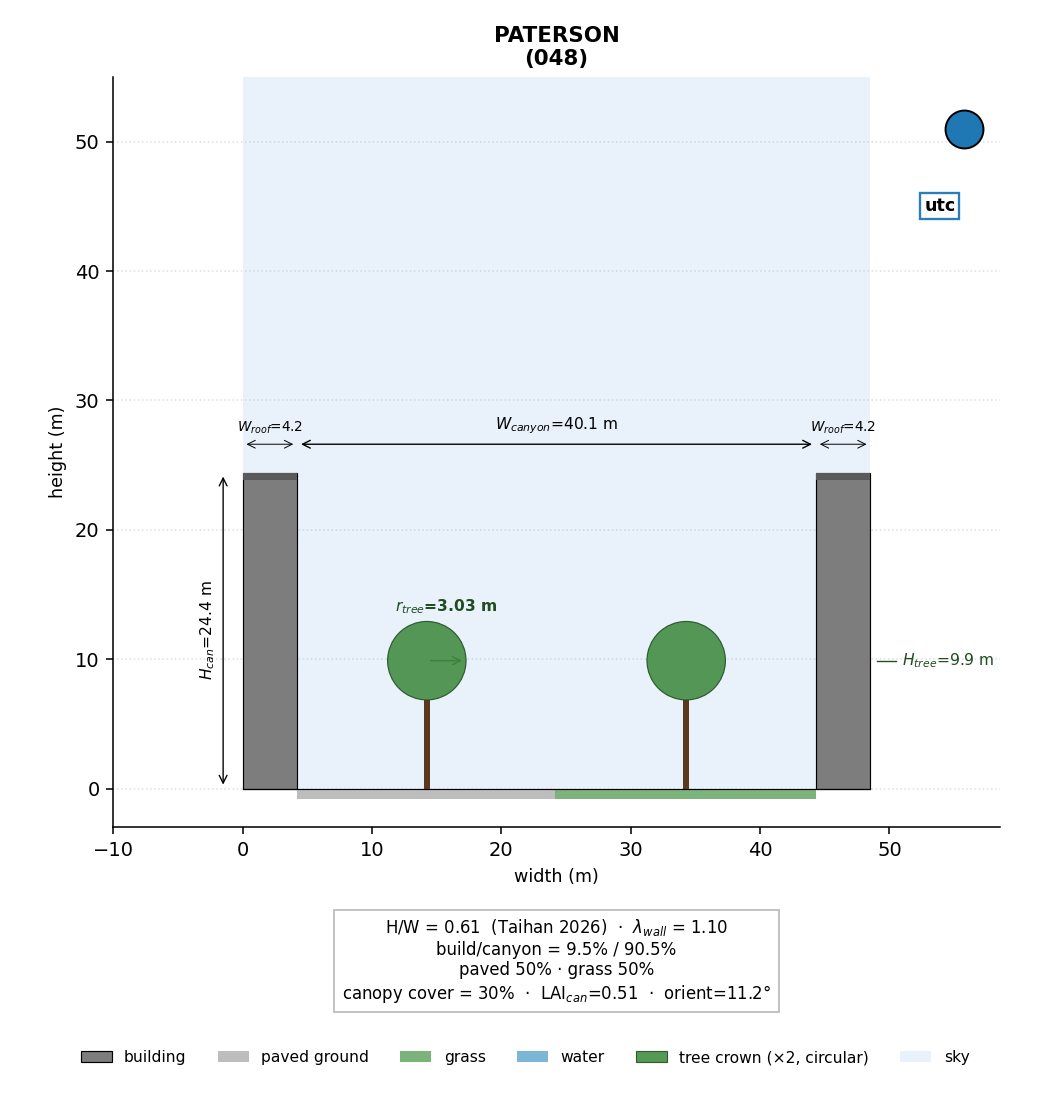 PATERSON
(048)
50
40
30
20
10
0
height (m)
utc
W_roof=4.2
W_canyon=40.1 m
W_roof=4.2
H_can=24.4 m
r_tree=3.03 m
H_tree=9.9 m
−10
0
10
20
30
40
50
width (m)
H/W = 0.61 (Taihan 2026) · λ_wall = 1.10
build/canyon = 9.5% / 90.5%
paved 50% · grass 50%
canopy cover = 30% · LAI_can=0.51 · orient=11.2°
building
paved ground
grass
water
tree crown (×2, circular)
sky